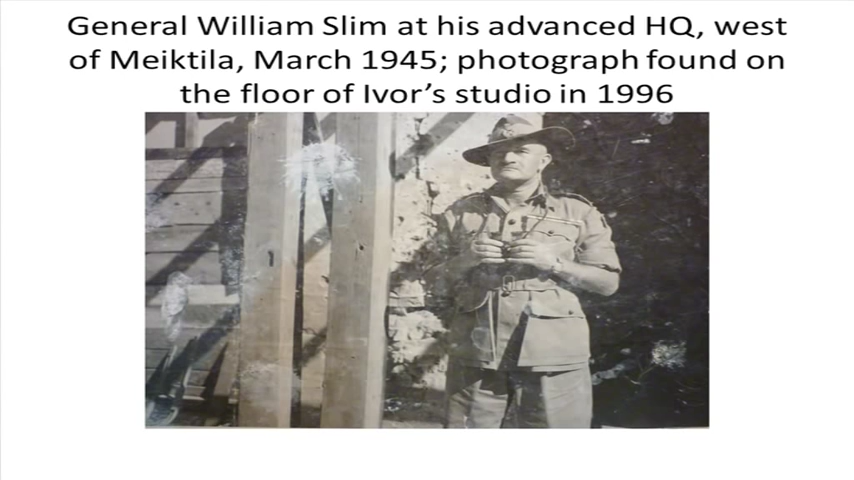 General William Slim at his advanced HQ, west
of Meiktila, March 1945; photograph found on
the floor of Ivor’s studio in 1996